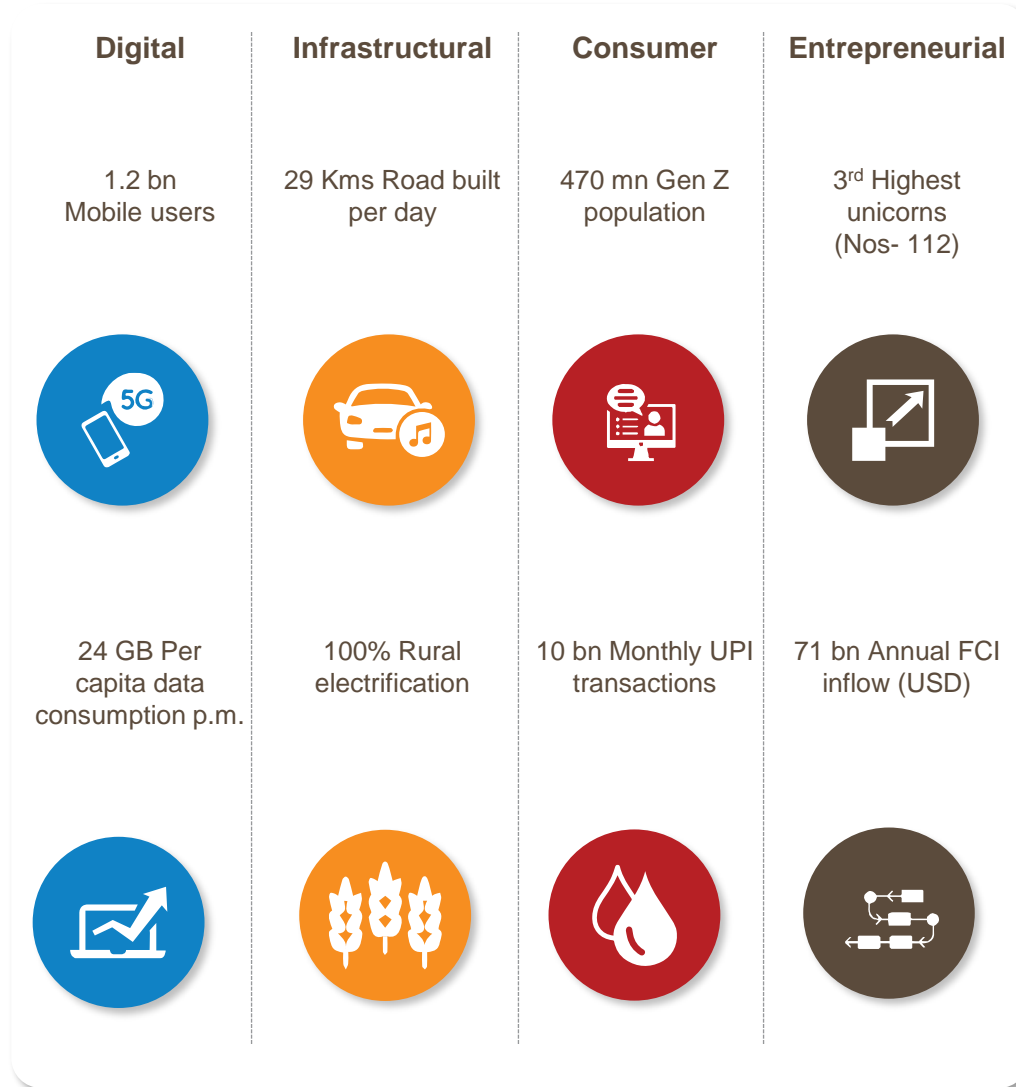 Digital
Infrastructural
Consumer
Entrepreneurial
1.2 bn
Mobile users
29 Kms Road built
per day
470 mn Gen Z
population
3rd Highest
unicorns
(Nos- 112)
5G
24 GB Per
capita data
consumption p.m.
100% Rural
electrification
10 bn Monthly UPI
transactions
71 bn Annual FCI
inflow (USD)